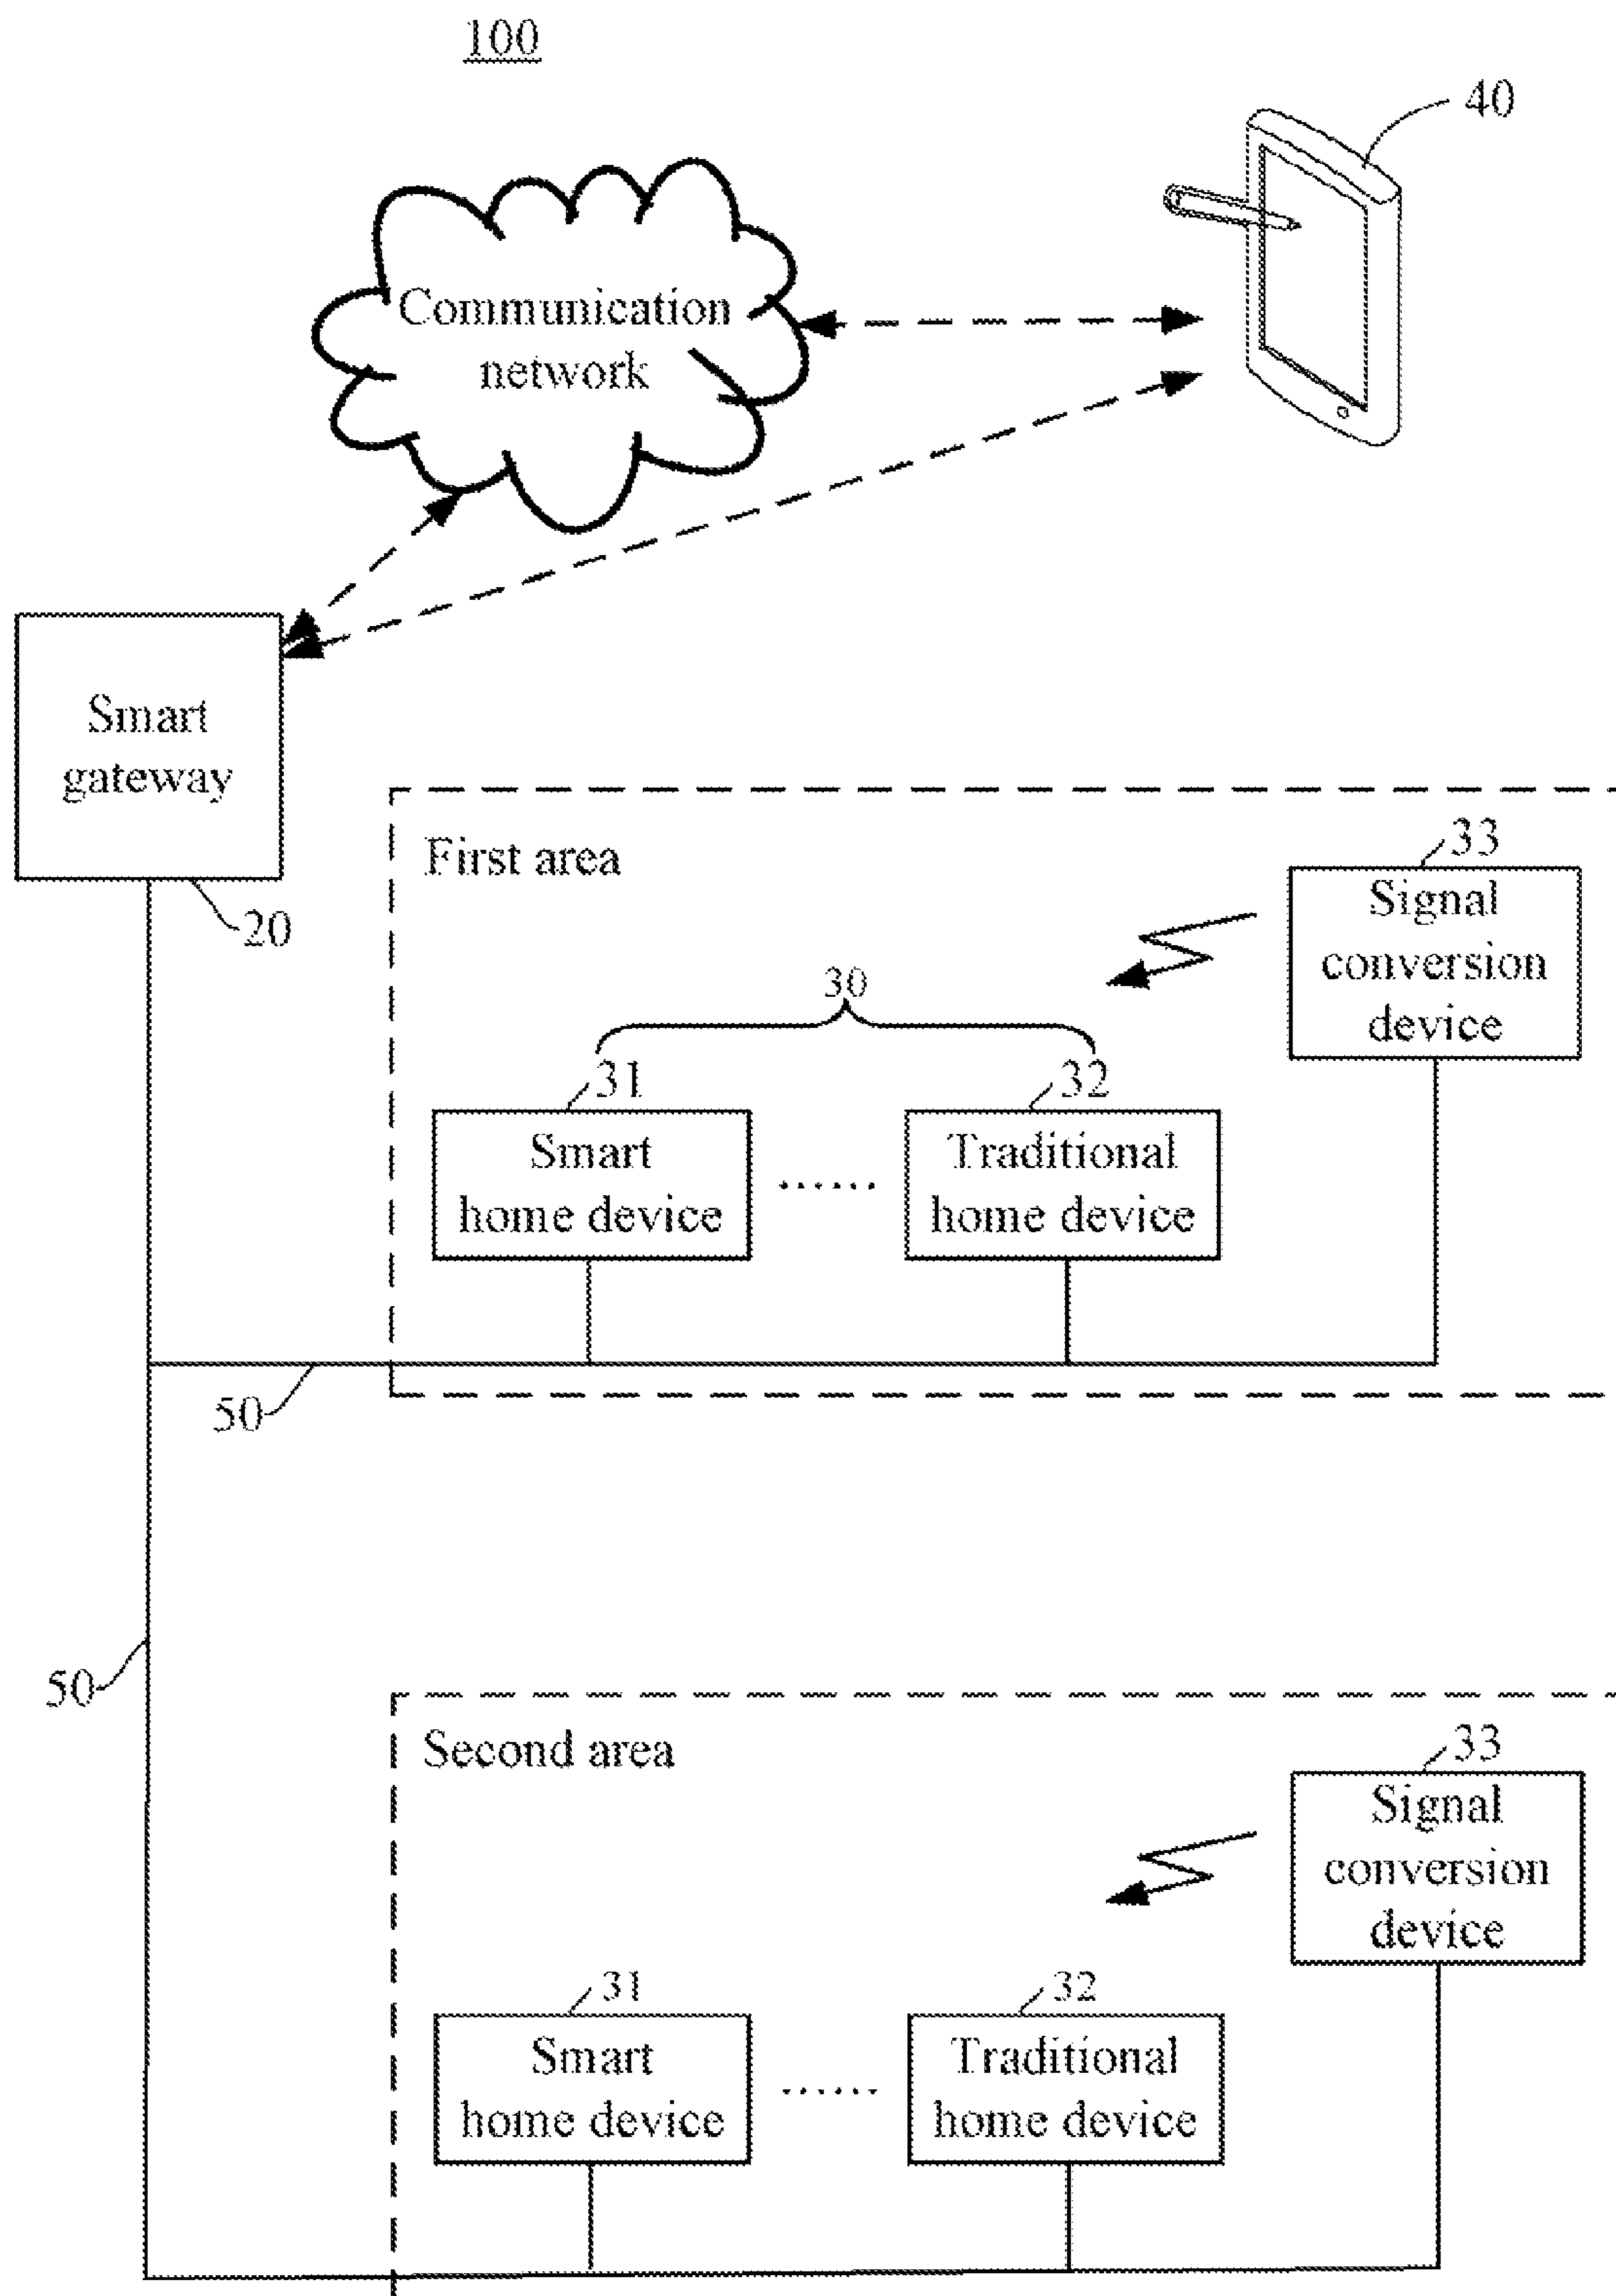 100
40
Communication
network
Smart
gateway
20
First area
33
Signal
conversion
device
30
31
32
Smart
home device
......
Traditional
home device
50
50
Second area
33
Signal
conversion
device
31
32
Smart
home device
......
Traditional
home device